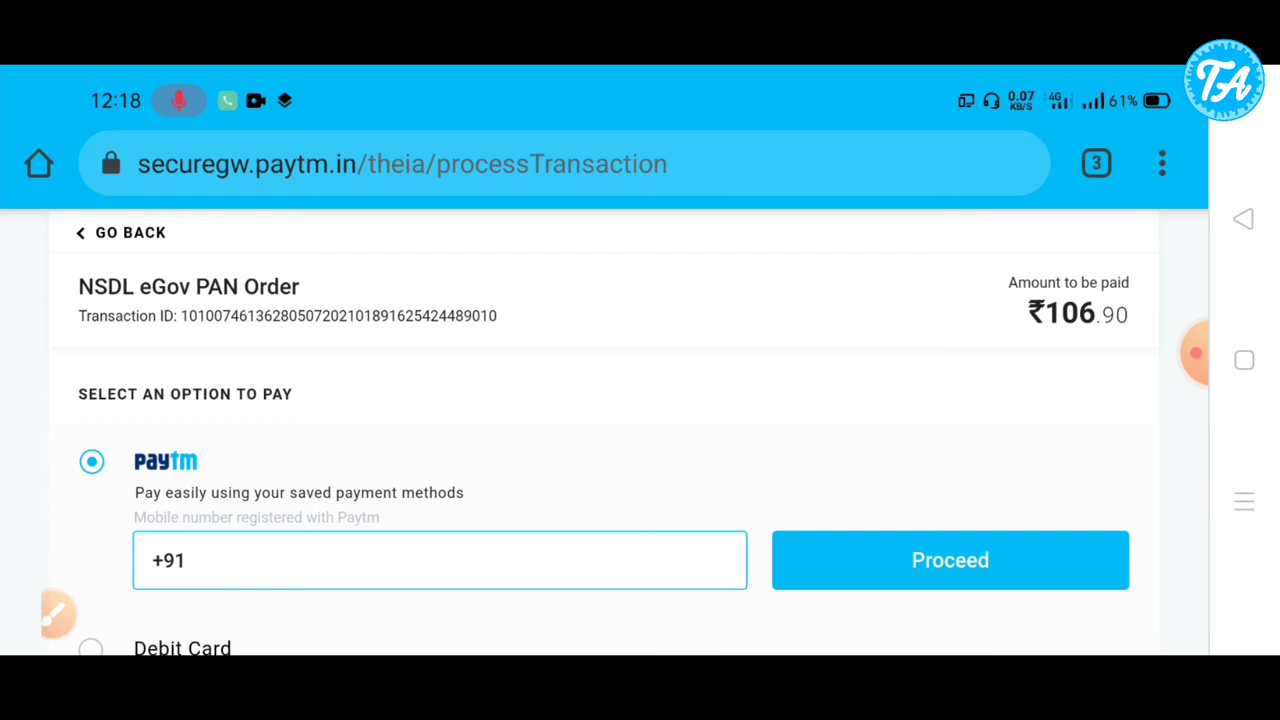 TA
12:18
0.07 KB/S
4G
61%
securegw.paytm.in/theia/processTransaction
3
GO BACK
NSDL eGov PAN Order
Amount to be paid
Transaction ID: 1010074613628050720210189162542448​9010
₹106.90
SELECT AN OPTION TO PAY
paytm
Pay easily using your saved payment methods
Mobile number registered with Paytm
+91
Proceed
Debit Card